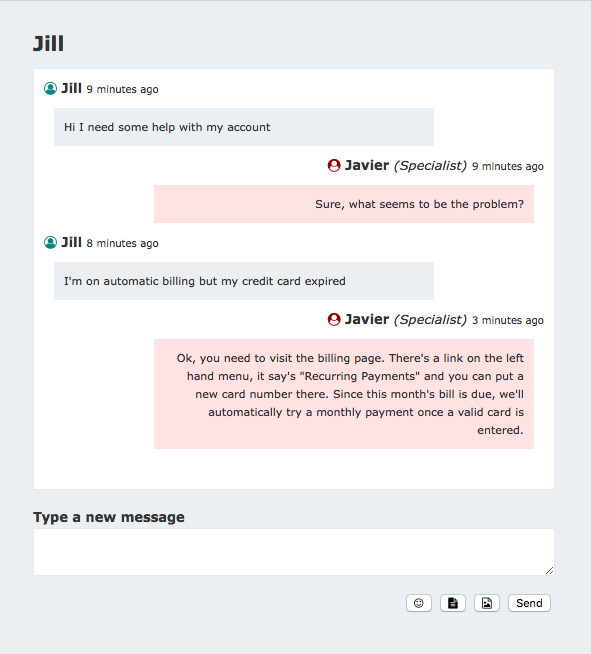 Jill
Jill 9 minutes ago
Hi I need some help with my account
Javier (Specialist) 9 minutes ago
Sure, what seems to be the problem?
Jill 8 minutes ago
I'm on automatic billing but my credit card expired
Javier (Specialist) 3 minutes ago
Ok, you need to visit the billing page. There's a link on the left
hand menu, it say's "Recurring Payments" and you can put a
new card number there. Since this month's bill is due, we'll
automatically try a monthly payment once a valid card is
entered.
Type a new message
Send